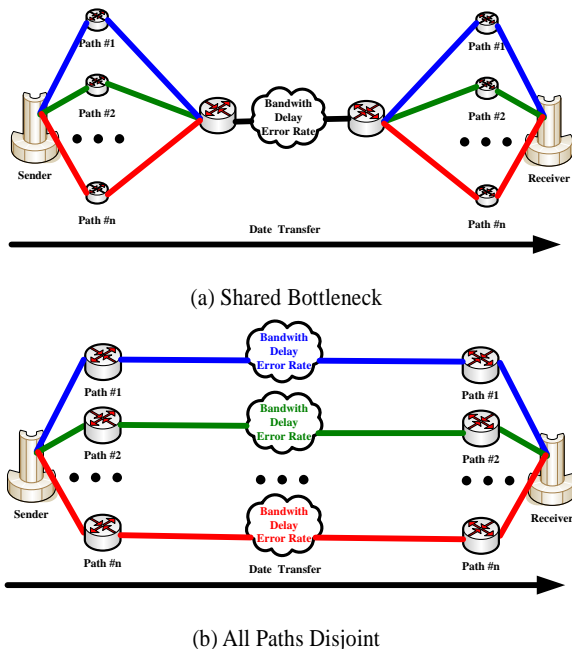 Path #1
Path #1
Path #2
Bandwith
Delay
Error Rate
Path #2
Sender
Receiver
Path #n
Path #n
Date Transfer
(a) Shared Bottleneck
Bandwith
Delay
Error Rate
Path #1
Path #1
Bandwith
Delay
Error Rate
Path #2
Path #2
Sender
Receiver
Bandwith
Delay
Error Rate
Path #n
Date Transfer
Path #n
(b) All Paths Disjoint